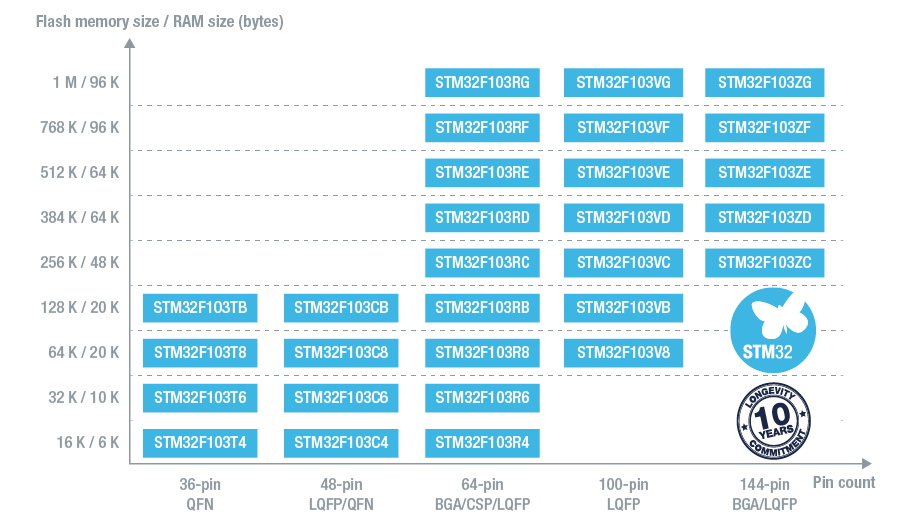 Flash memory size / RAM size (bytes)
1 M / 96 K STM32F103RG STM32F103VG STM32F103ZG
768 K / 96 K STM32F103RF STM32F103VF STM32F103ZF
512 K / 64 K STM32F103RE STM32F103VE STM32F103ZE
384 K / 64 K STM32F103RD STM32F103VD STM32F103ZD
256 K / 48 K STM32F103RC STM32F103VC STM32F103ZC
128 K / 20 K STM32F103TB STM32F103CB STM32F103RB STM32F103VB
64 K / 20 K STM32F103T8 STM32F103C8 STM32F103R8 STM32F103V8
STM32
32 K / 10 K STM32F103T6 STM32F103C6 STM32F103R6
16 K / 6 K STM32F103T4 STM32F103C4 STM32F103R4
LONGEVITY
10
YEARS
COMMITMENT
36-pin 48-pin 64-pin 100-pin 144-pin Pin count
QFN LQFP/QFN BGA/CSP/LQFP LQFP BGA/LQFP